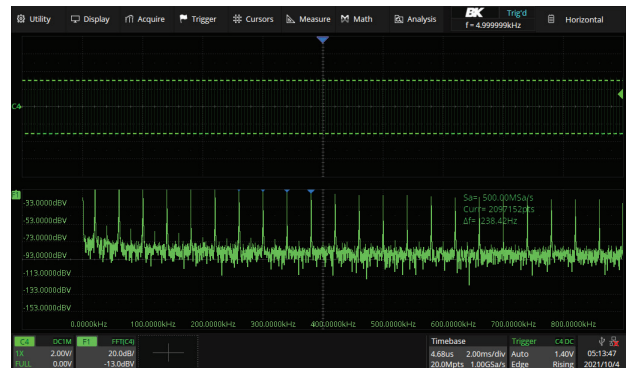 Utility Display Acquire Trigger Cursors Measure Math Analysis BK Trig'd Horizontal
f = 4.999999kHz
C4
F1
Sa= 500.00MSa/s
-33.0000dBV
Curr= 2097152pts
-53.0000dBV
Δf= 238.42Hz
-73.0000dBV
-93.0000dBV
-113.0000dBV
-133.0000dBV
-153.0000dBV
0.0000kHz 100.0000kHz 200.0000kHz 300.0000kHz 400.0000kHz 500.0000kHz 600.0000kHz 700.0000kHz 800.0000kHz
C4 DC1M F1 FFT(C4) Timebase Trigger C4 DC
1X 2.00V/ 20.0dB/ 4.68us 2.00ms/div Auto 1.40V 05:13:47
FULL 0.00V -13.0dBV 20.0Mpts 1.00GSa/s Edge Rising 2021/10/4